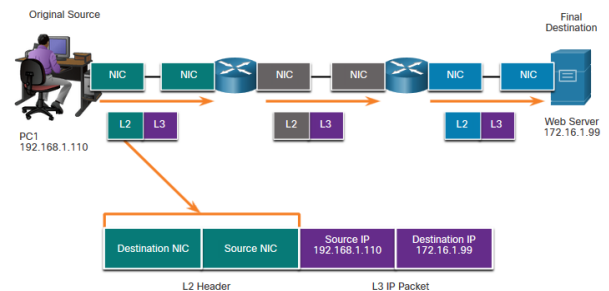 Original Source
Final
Destination
NIC
NIC
NIC
NIC
NIC
NIC
L2
L3
L2
L3
L2
L3
PC1
192.168.1.110
Web Server
172.16.1.99
Destination NIC
Source NIC
Source IP
192.168.1.110
Destination IP
172.16.1.99
L2 Header
L3 IP Packet